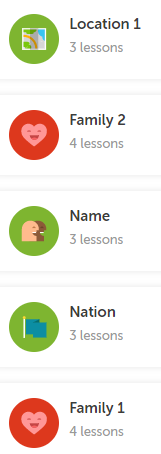 Location 1
3 lessons
Family 2
4 lessons
Name
3 lessons
Nation
3 lessons
Family 1
4 lessons